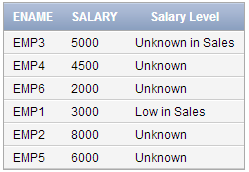 ENAME SALARY Salary Level
EMP3 5000 Unknown in Sales
EMP4 4500 Unknown
EMP6 2000 Unknown
EMP1 3000 Low in Sales
EMP2 8000 Unknown
EMP5 6000 Unknown